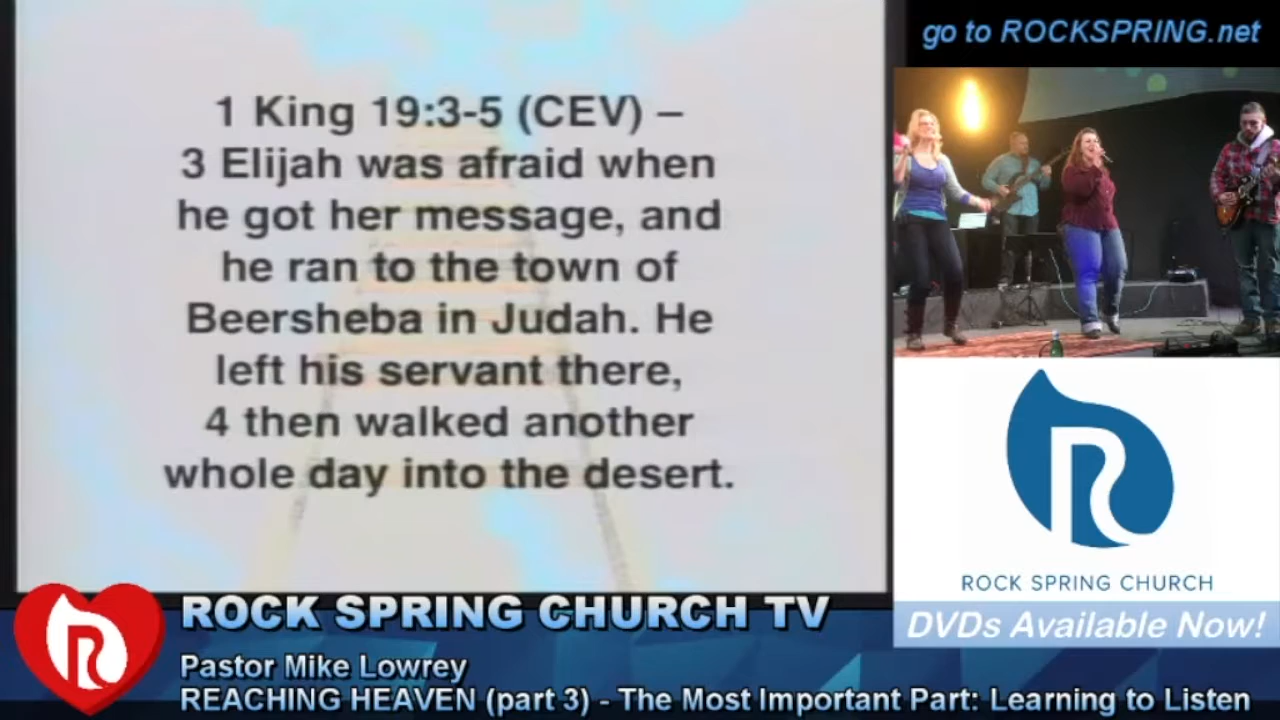 1 King 19:3-5 (CEV) –
3 Elijah was afraid when
he got her message, and
he ran to the town of
Beersheba in Judah. He
left his servant there,
4 then walked another
whole day into the desert.
go to ROCKSPRING.net
R
ROCK SPRING CHURCH
DVDs Available Now!
R
ROCK SPRING CHURCH TV
Pastor Mike Lowrey
REACHING HEAVEN (part 3) - The Most Important Part: Learning to Listen